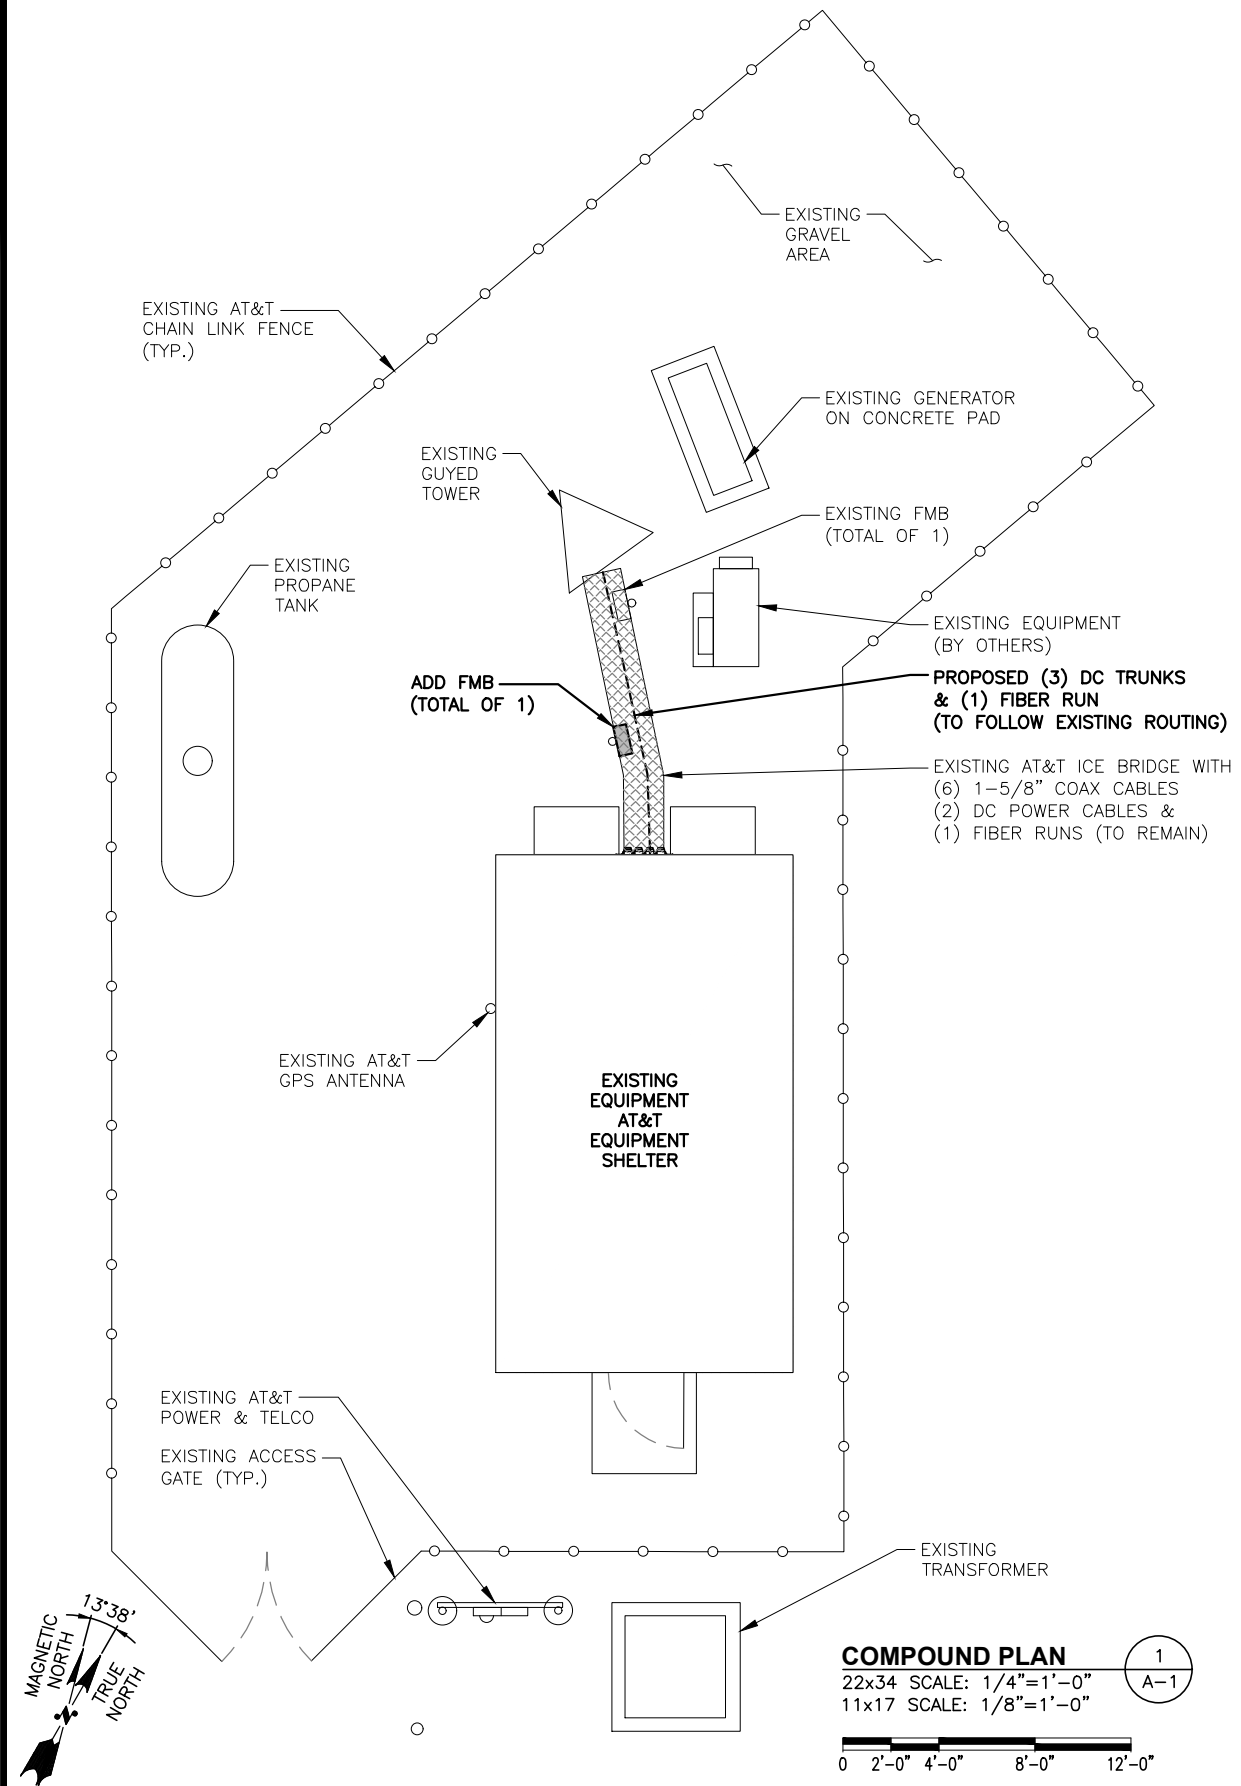 EXISTING
GRAVEL
AREA
EXISTING AT&T
CHAIN LINK FENCE
(TYP.)
EXISTING GENERATOR
ON CONCRETE PAD
EXISTING
GUYED
TOWER
EXISTING FMB
(TOTAL OF 1)
EXISTING
PROPANE
TANK
EXISTING EQUIPMENT
(BY OTHERS)
ADD FMB
(TOTAL OF 1)
PROPOSED (3) DC TRUNKS
& (1) FIBER RUN
(TO FOLLOW EXISTING ROUTING)
EXISTING AT&T ICE BRIDGE WITH
(6) 1-5/8" COAX CABLES
(2) DC POWER CABLES &
(1) FIBER RUNS (TO REMAIN)
EXISTING AT&T
GPS ANTENNA
EXISTING
EQUIPMENT
AT&T
EQUIPMENT
SHELTER
EXISTING AT&T
POWER & TELCO
EXISTING ACCESS
GATE (TYP.)
EXISTING
TRANSFORMER
13°38'
MAGNETIC
NORTH
TRUE
NORTH
N
COMPOUND PLAN
22x34 SCALE: 1/4"=1'-0"
11x17 SCALE: 1/8"=1'-0"
1
A-1
0 2'-0" 4'-0" 8'-0" 12'-0"